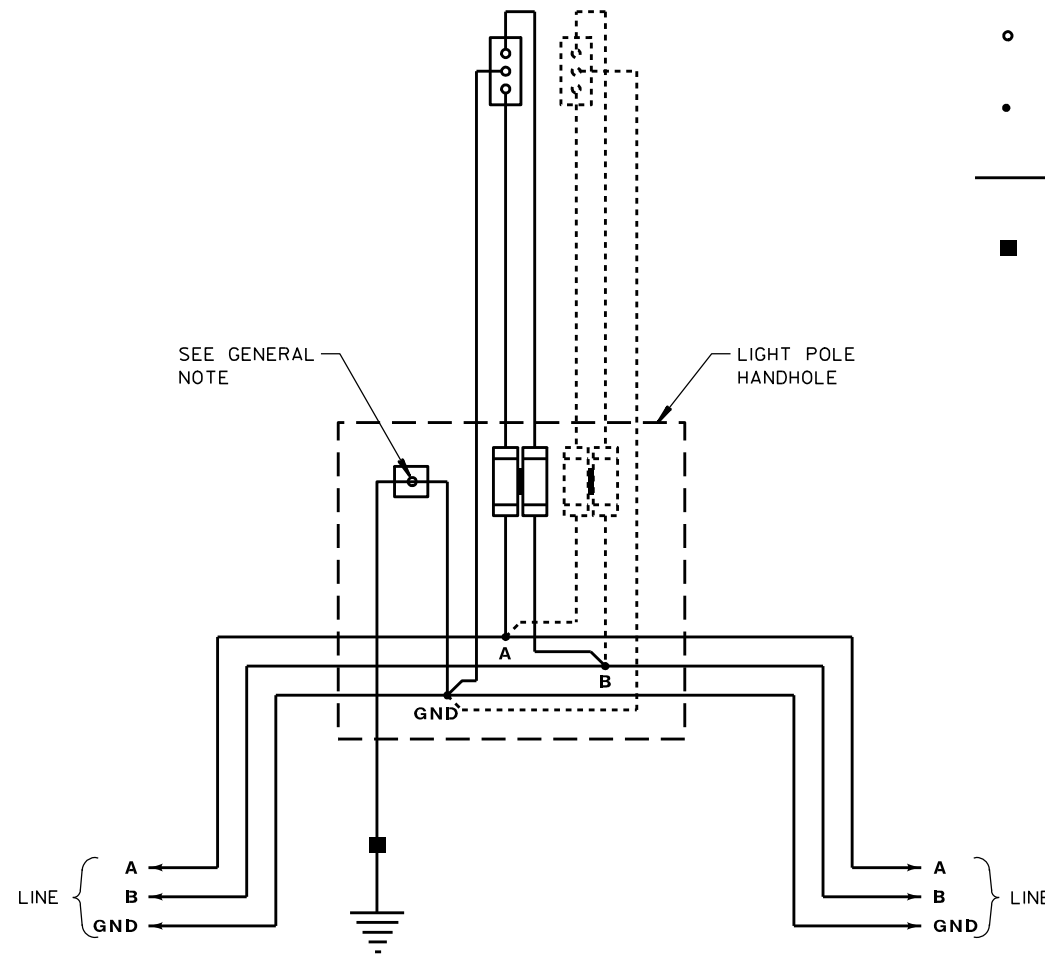 SEE GENERAL
NOTE
LIGHT POLE
HANDHOLE
A
B
GND
LINE
A
B
GND
A
B
GND
LINE